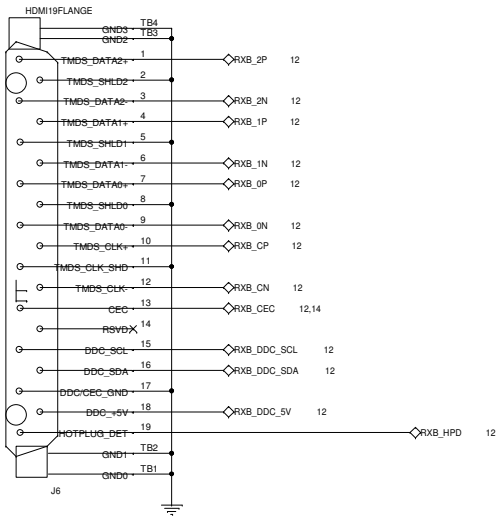 HDMI19FLANGE
GND3 TB4
GND2 TB3
TMDS_DATA2+ 1 RXB_2P 12
TMDS_SHLD2 2
TMDS_DATA2- 3 RXB_2N 12
TMDS_DATA1+ 4 RXB_1P 12
TMDS_SHLD1 5
TMDS_DATA1- 6 RXB_1N 12
TMDS_DATA0+ 7 RXB_0P 12
TMDS_SHLD0 8
TMDS_DATA0- 9 RXB_0N 12
TMDS_CLK+ 10 RXB_CP 12
TMDS_CLK_SHD 11
TMDS_CLK- 12 RXB_CN 12
CEC 13 RXB_CEC 12,14
RSVD 14
DDC_SCL 15 RXB_DDC_SCL 12
DDC_SDA 16 RXB_DDC_SDA 12
DDC/CEC_GND 17
DDC_+5V 18 RXB_DDC_5V 12
HOTPLUG_DET 19 RXB_HPD 12
GND1 TB2
GND0 TB1
J6